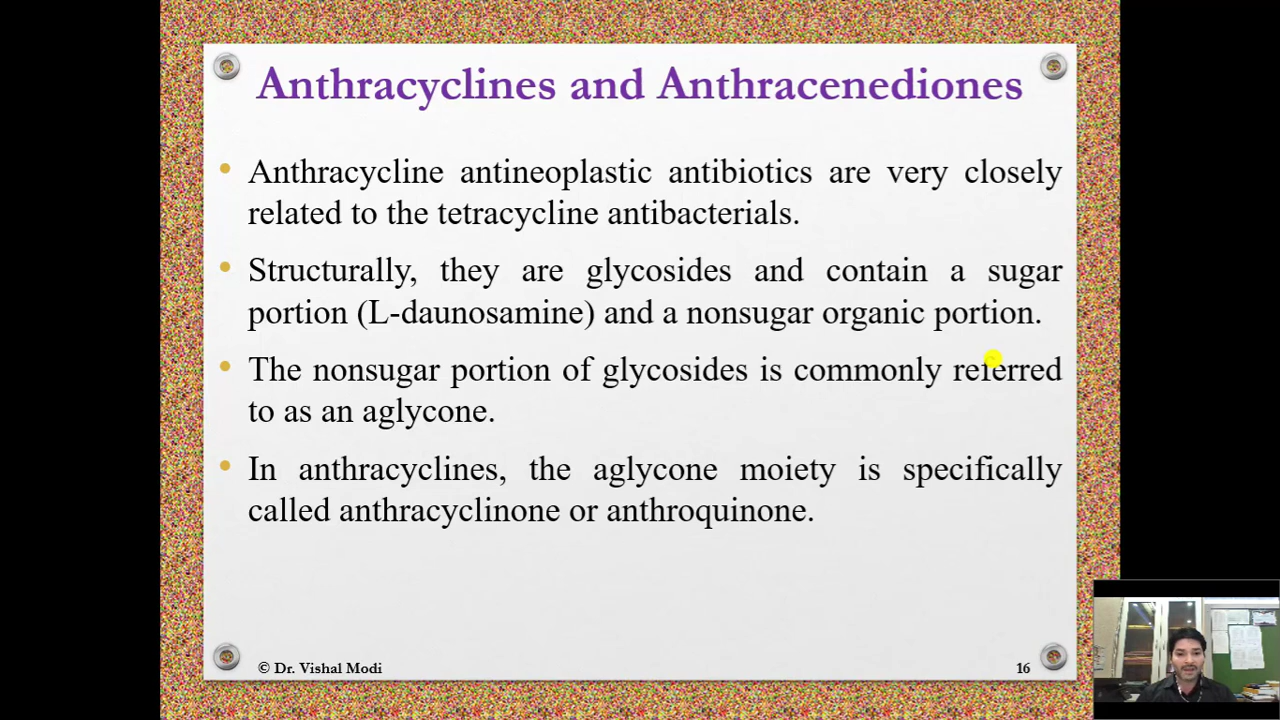 Anthracyclines and Anthracenediones
• Anthracycline antineoplastic antibiotics are very closely
related to the tetracycline antibacterials.
• Structurally, they are glycosides and contain a sugar
portion (L-daunosamine) and a nonsugar organic portion.
• The nonsugar portion of glycosides is commonly referred
to as an aglycone.
• In anthracyclines, the aglycone moiety is specifically
called anthracyclinone or anthroquinone.
© Dr. Vishal Modi
16